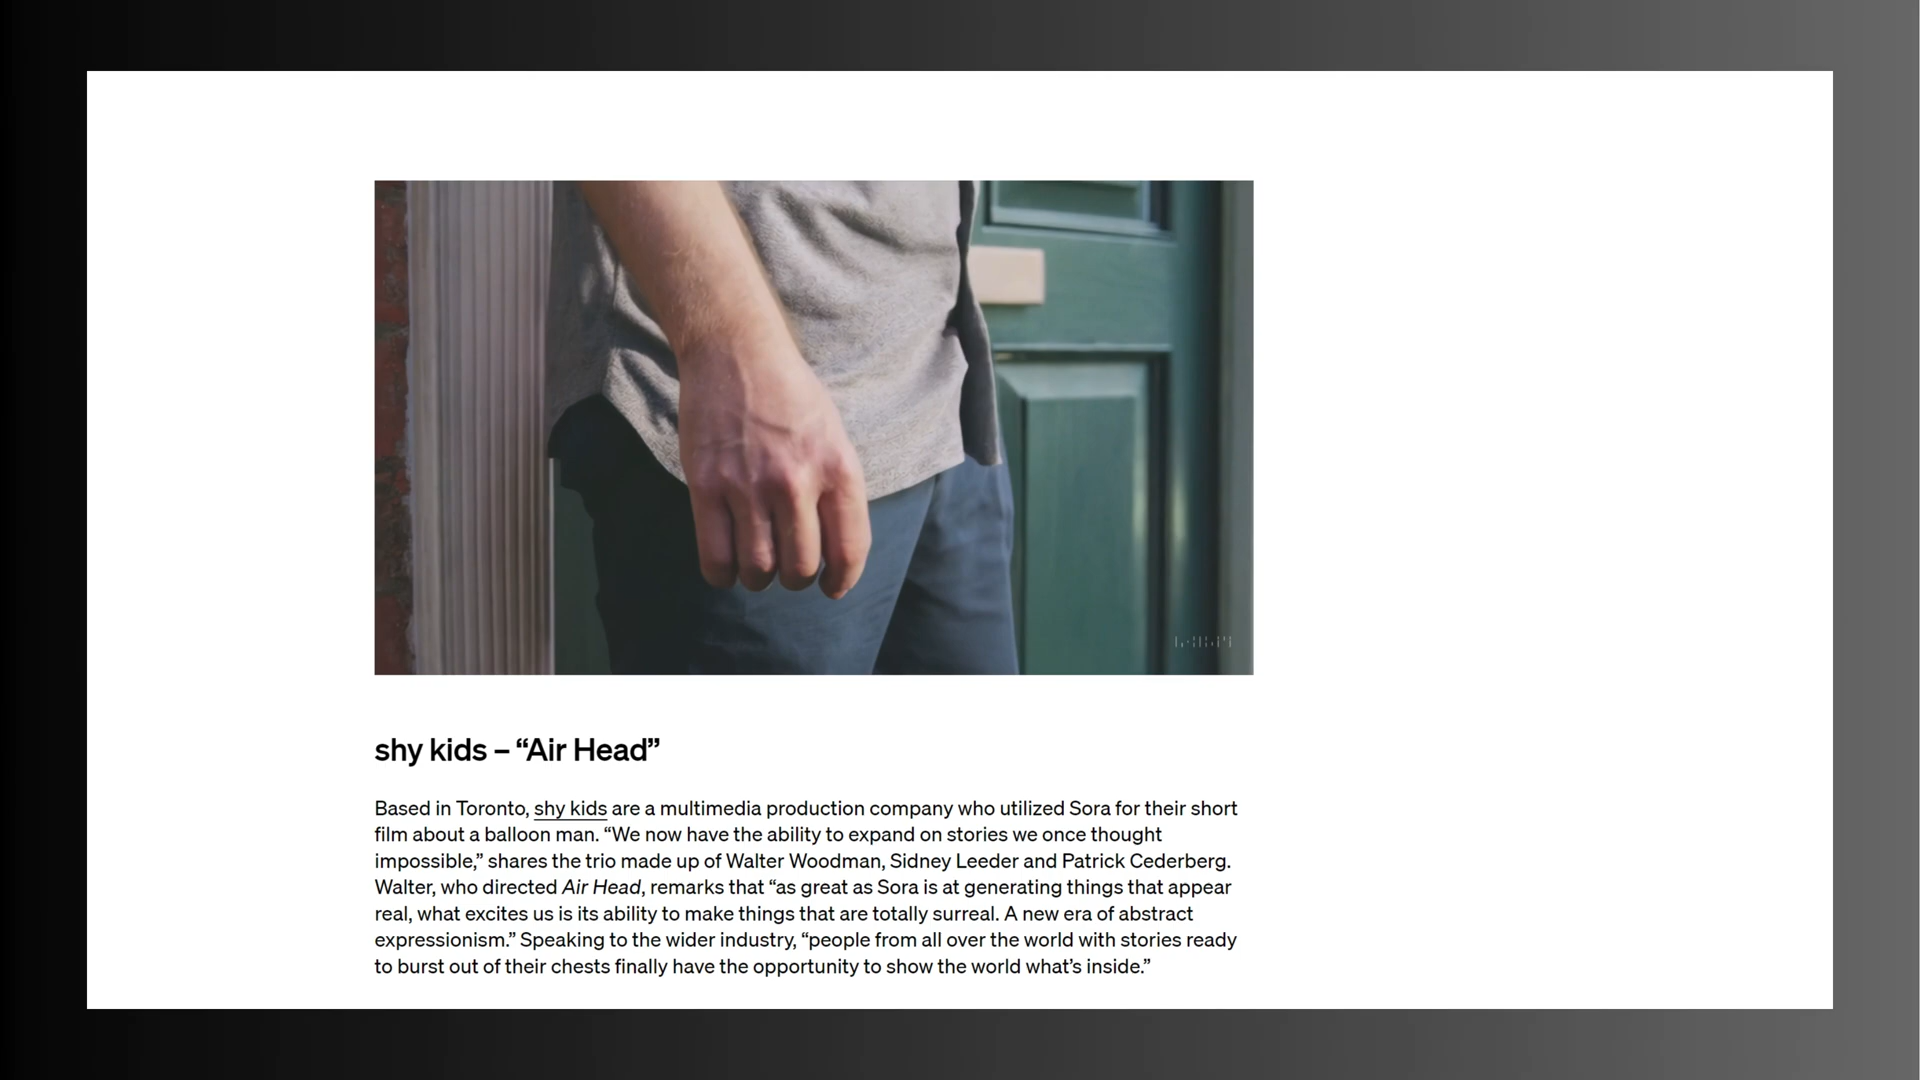 shy kids – “Air Head”
Based in Toronto, shy kids are a multimedia production company who utilized Sora for their short
film about a balloon man. “We now have the ability to expand on stories we once thought
impossible,” shares the trio made up of Walter Woodman, Sidney Leeder and Patrick Cederberg.
Walter, who directed Air Head, remarks that “as great as Sora is at generating things that appear
real, what excites us is its ability to make things that are totally surreal. A new era of abstract
expressionism.” Speaking to the wider industry, “people from all over the world with stories ready
to burst out of their chests finally have the opportunity to show the world what’s inside.”